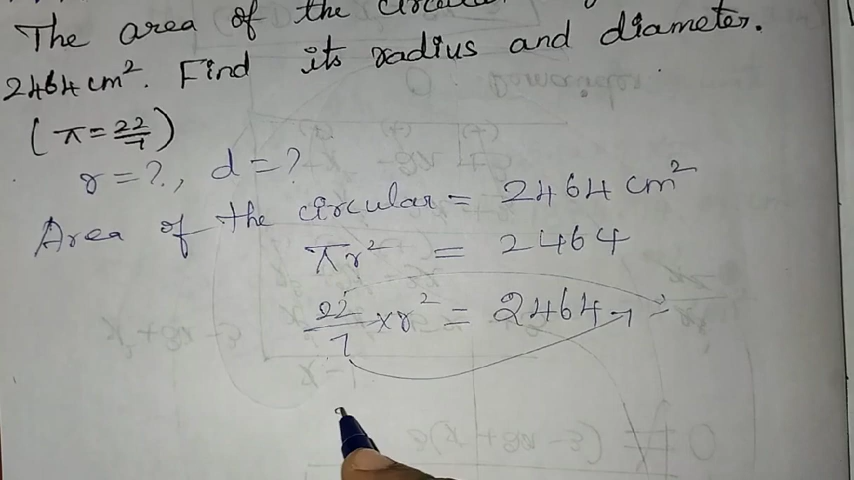 The area of the circular
2464 cm². Find its radius and diameter.
(π = 22/7)
r = ?, d = ?
Area of the circular = 2464 cm²
πr² = 2464
22/7 × r² = 2464